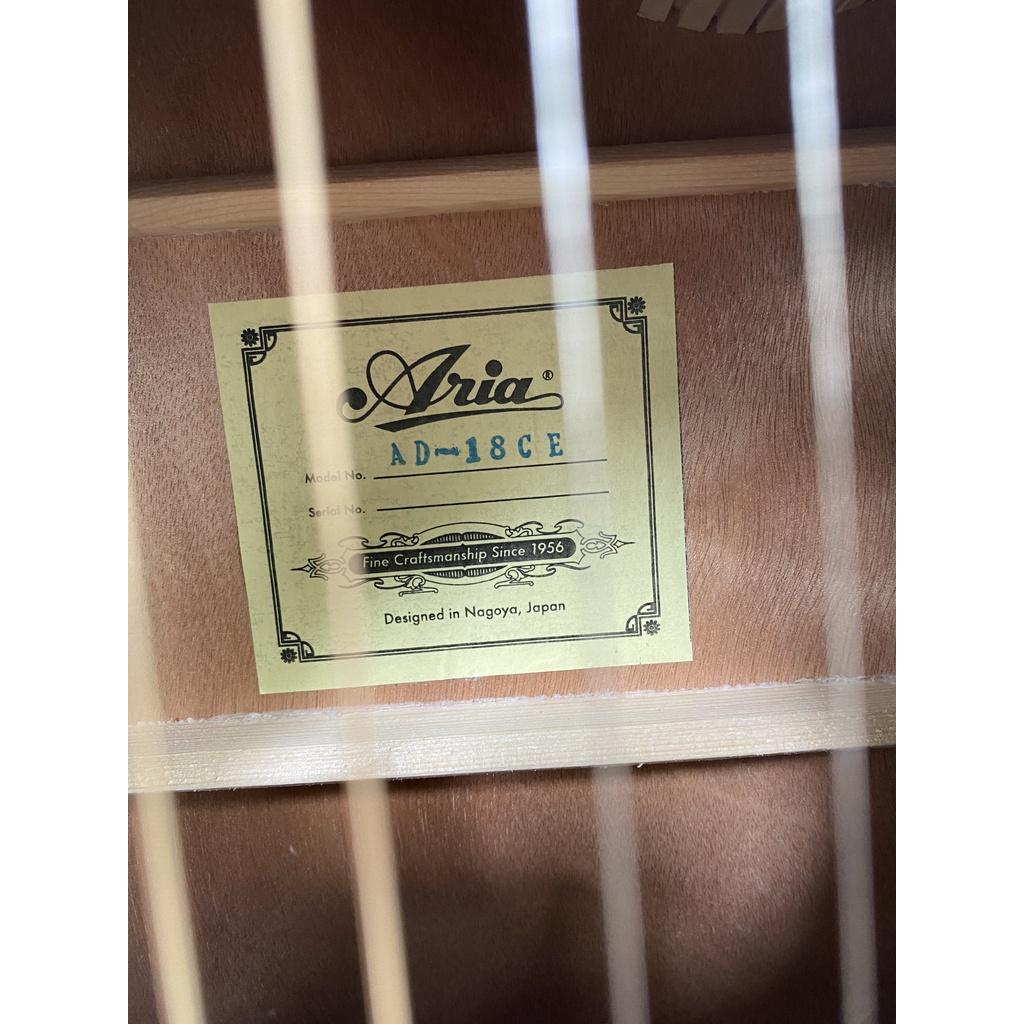 Aria®
Model No. AD-18CE
Serial No.
Fine Craftsmanship Since 1956
Designed in Nagoya, Japan